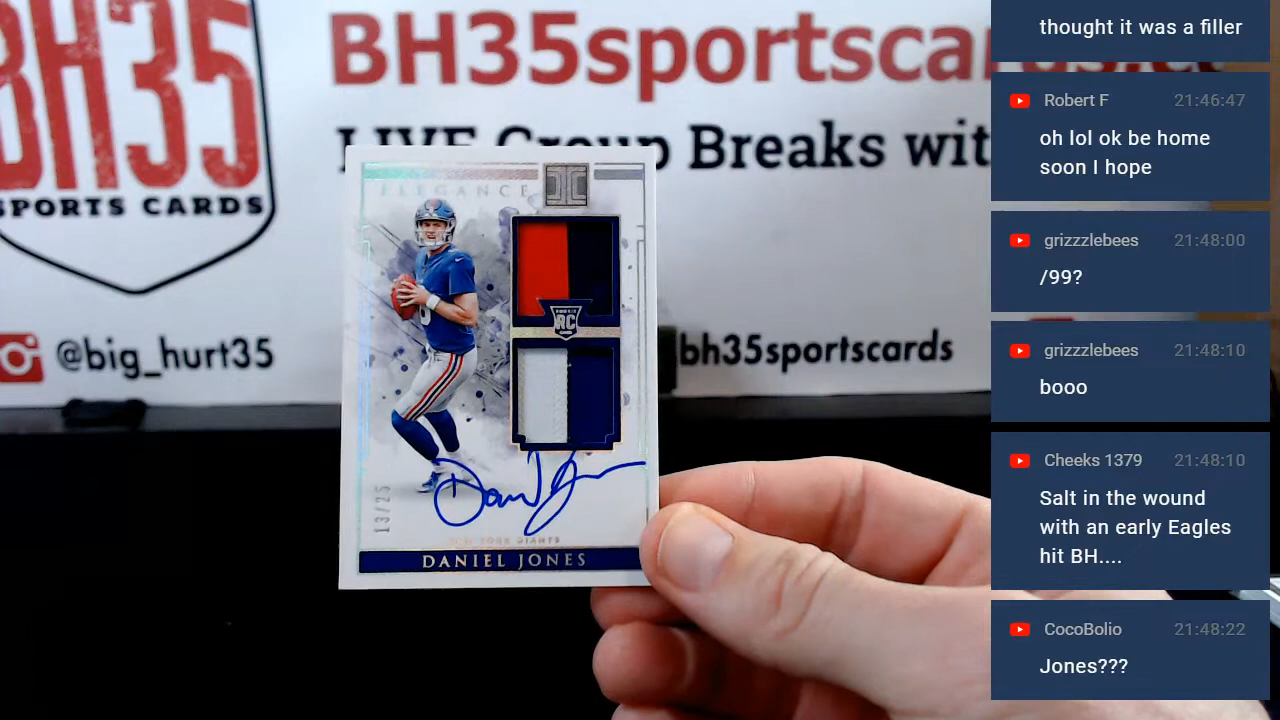 BH35
SPORTS CARDS
BH35sportscards.c
LIVE Group Breaks wit
@big_hurt35
bh35sportscards
ELEGANCE
ROOKIE
RC
13/25
NEW YORK GIANTS
DANIEL JONES
thought it was a filler
Robert F 21:46:47
oh lol ok be home
soon I hope
grizzzlebees 21:48:00
/99?
grizzzlebees 21:48:10
booo
Cheeks 1379 21:48:10
Salt in the wound
with an early Eagles
hit BH....
CocoBolio 21:48:22
Jones???